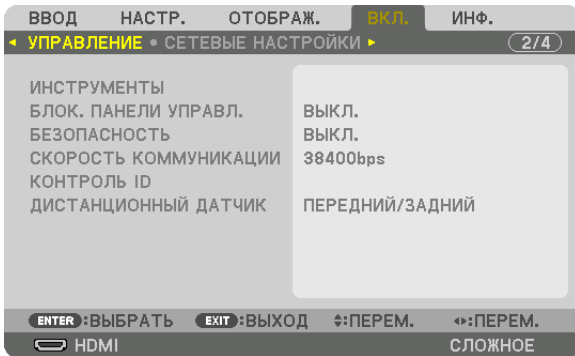 ВВОД НАСТР. ОТОБРАЖ. ВКЛ. ИНФ.
УПРАВЛЕНИЕ • СЕТЕВЫЕ НАСТРОЙКИ 2/4
ИНСТРУМЕНТЫ
БЛОК. ПАНЕЛИ УПРАВЛ. ВЫКЛ.
БЕЗОПАСНОСТЬ ВЫКЛ.
СКОРОСТЬ КОММУНИКАЦИИ 38400bps
КОНТРОЛЬ ID
ДИСТАНЦИОННЫЙ ДАТЧИК ПЕРЕДНИЙ/ЗАДНИЙ
ENTER :ВЫБРАТЬ EXIT :ВЫХОД :ПЕРЕМ. :ПЕРЕМ.
HDMI СЛОЖНОЕ